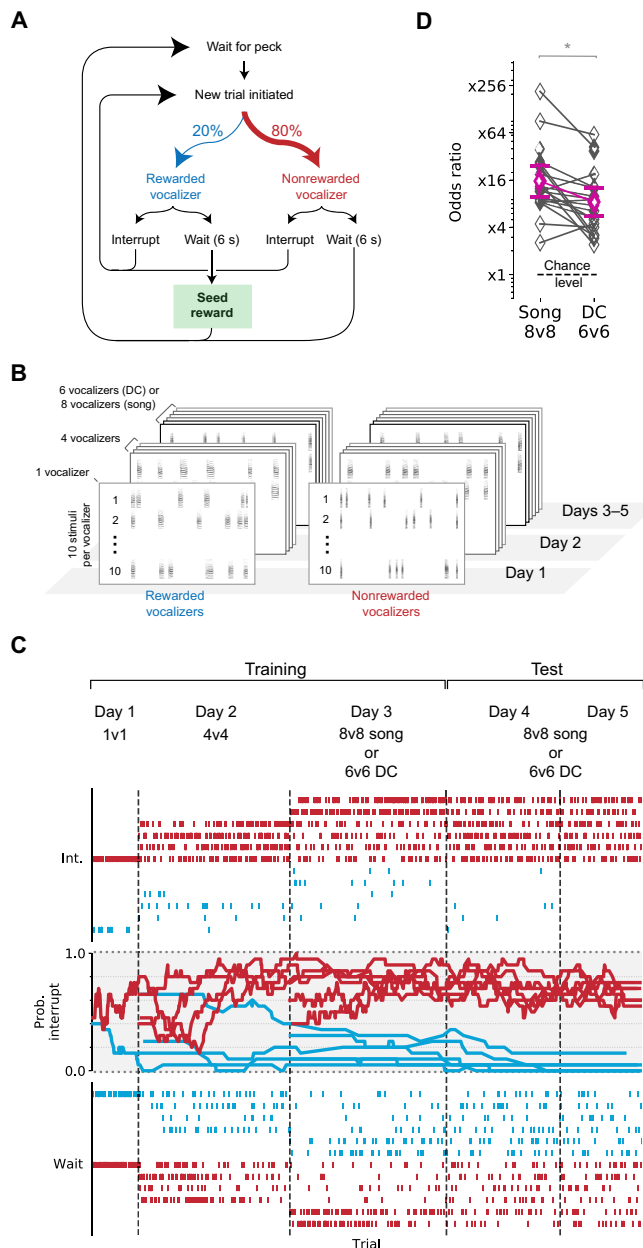 A
Wait for peck
New trial initiated
20%
80%
Rewarded
vocalizer
Nonrewarded
vocalizer
Interrupt
Wait (6 s)
Interrupt
Wait (6 s)
Seed
reward
D
*
Odds ratio
x256
x64
x16
x4
x1
Chance
level
Song
8v8
DC
6v6
B
6 vocalizers (DC) or
8 vocalizers (song)
4 vocalizers
1 vocalizer
10 stimuli
per vocalizer
1
2
10
1
2
10
Days 3–5
Day 2
Day 1
Rewarded
vocalizers
Nonrewarded
vocalizers
C
Training
Test
Day 1
1v1
Day 2
4v4
Day 3
8v8 song
or
6v6 DC
Day 4
Day 5
8v8 song
or
6v6 DC
Int.
1.0
Prob.
interrupt
0.0
Wait
Trial